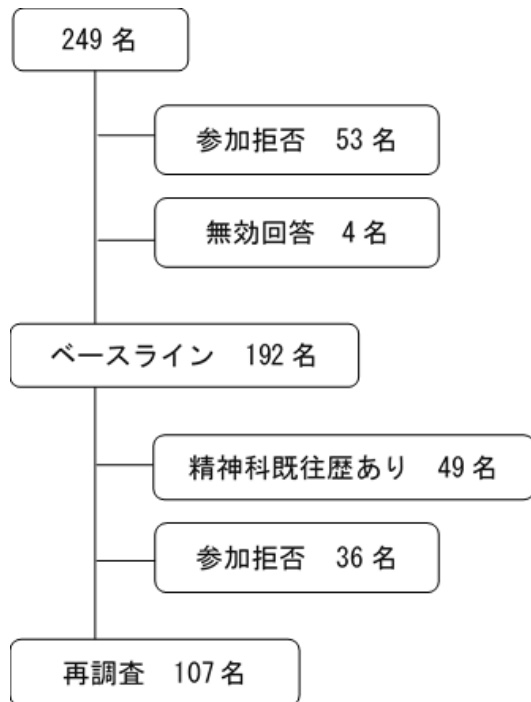 249 名
参加拒否　53 名
無効回答　4 名
ベースライン　192 名
精神科既往歴あり　49 名
参加拒否　36 名
再調査　107 名